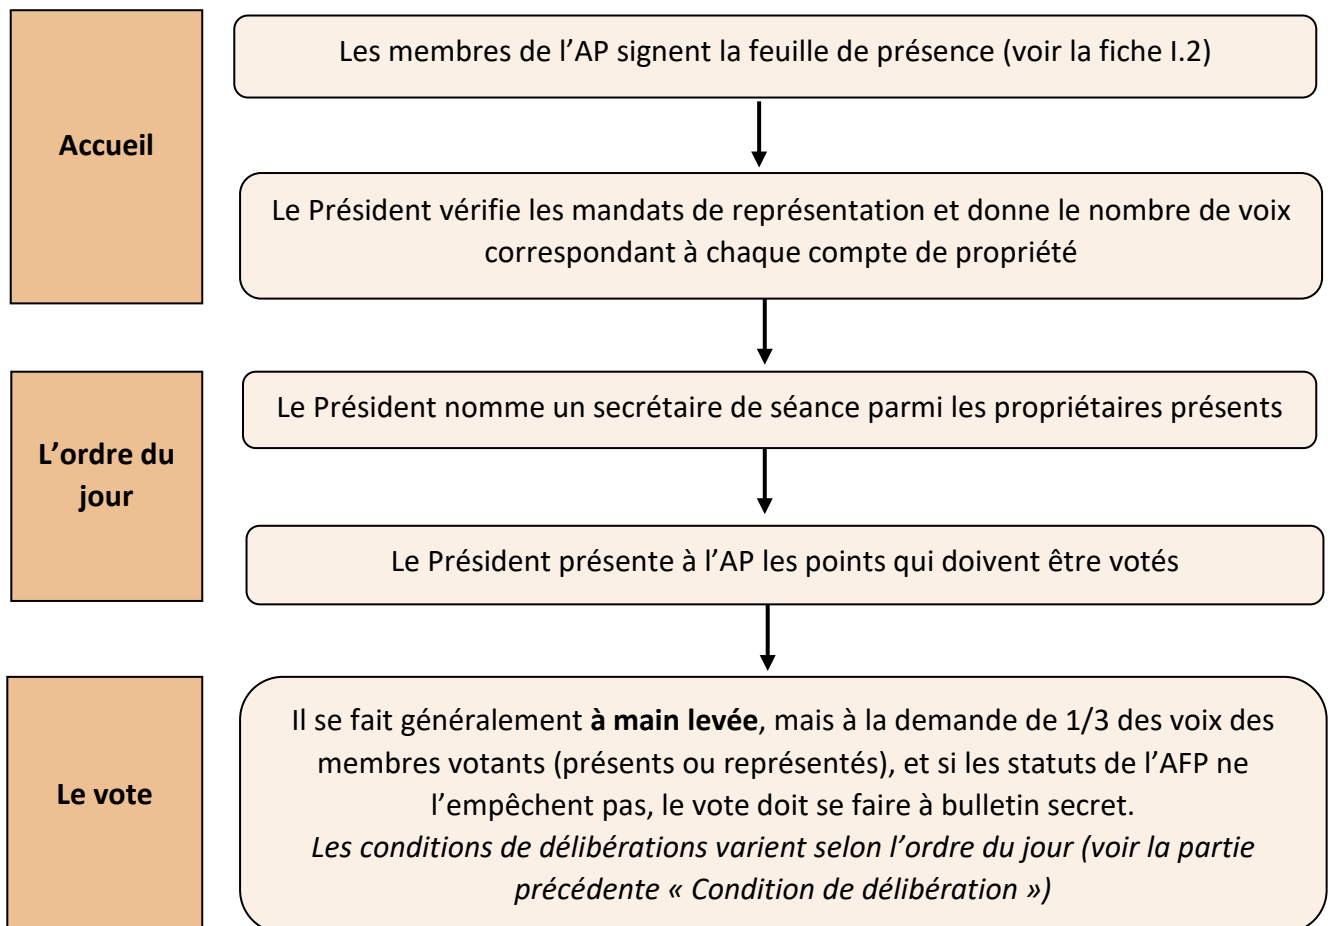 Accueil
Les membres de l’AP signent la feuille de présence (voir la fiche I.2)
Le Président vérifie les mandats de représentation et donne le nombre de voix
correspondant à chaque compte de propriété
L’ordre du
jour
Le Président nomme un secrétaire de séance parmi les propriétaires présents
Le Président présente à l’AP les points qui doivent être votés
Le vote
Il se fait généralement à main levée, mais à la demande de 1/3 des voix des
membres votants (présents ou représentés), et si les statuts de l’AFP ne
l’empêchent pas, le vote doit se faire à bulletin secret.
Les conditions de délibérations varient selon l’ordre du jour (voir la partie
précédente « Condition de délibération »)